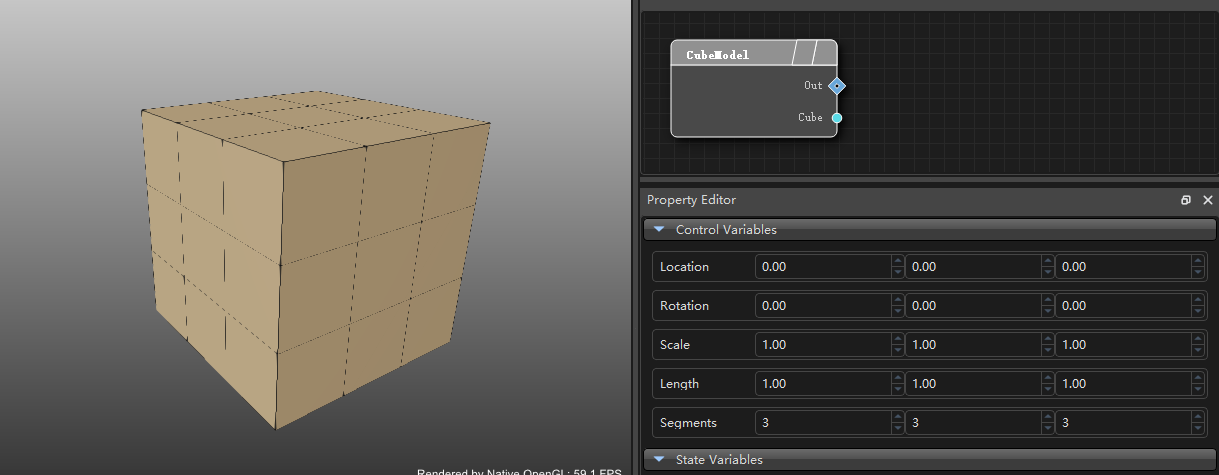 CubeModel
Out
Cube
Property Editor
Control Variables
Location 0.00 0.00 0.00
Rotation 0.00 0.00 0.00
Scale 1.00 1.00 1.00
Length 1.00 1.00 1.00
Segments 3 3 3
State Variables
Rendered by Native OpenGL: 59.1 FPS